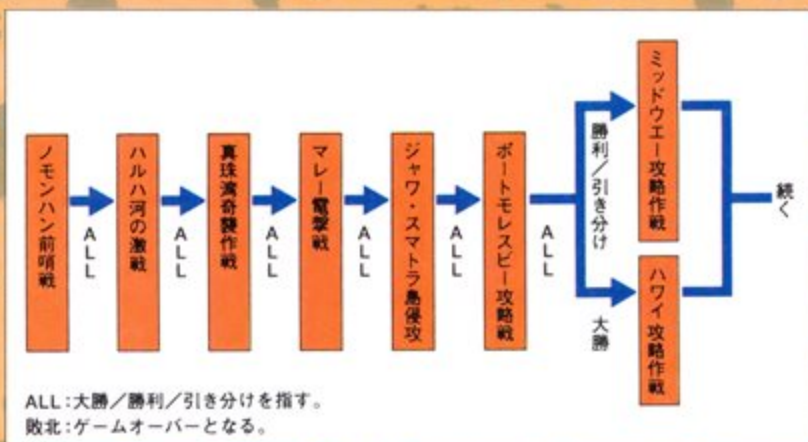 ノモンハン前哨戦
ALL
ハルハ河の激戦
ALL
真珠湾奇襲作戦
ALL
マレー電撃戦
ALL
ジャワ・スマトラ島侵攻
ALL
ポートモレスビー攻略戦
ALL
勝利／引き分け
ミッドウエー攻略作戦
大勝
ハワイ攻略作戦
続く
ALL：大勝／勝利／引き分けを指す。
敗北：ゲームオーバーとなる。